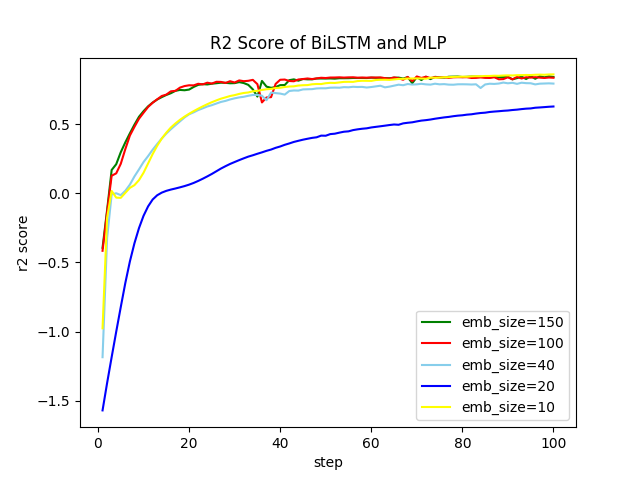 R2 Score of BiLSTM and MLP
r2 score
0.5
0.0
−0.5
−1.0
−1.5
0 20 40 60 80 100
step
emb_size=150
emb_size=100
emb_size=40
emb_size=20
emb_size=10